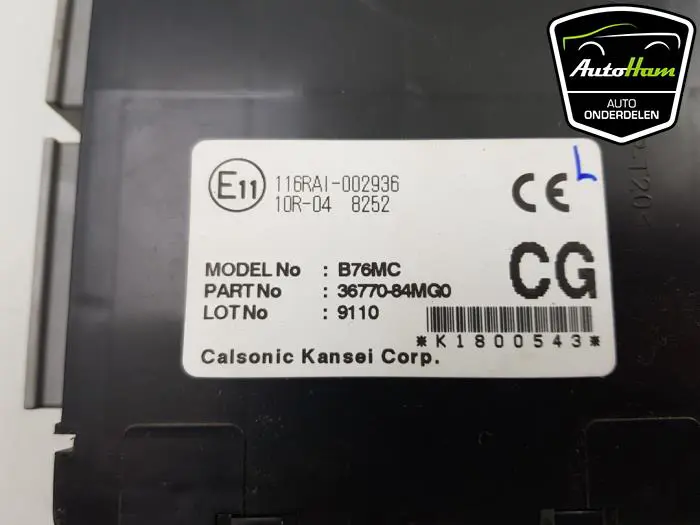 AutoHam
AUTO
ONDERDELEN
E11
116RAI-002936
10R-04 8252
CE
L
MODEL No : B76MC
PART No : 36770-84MG0
LOT No : 9110
CG
*K1800543*
Calsonic Kansei Corp.